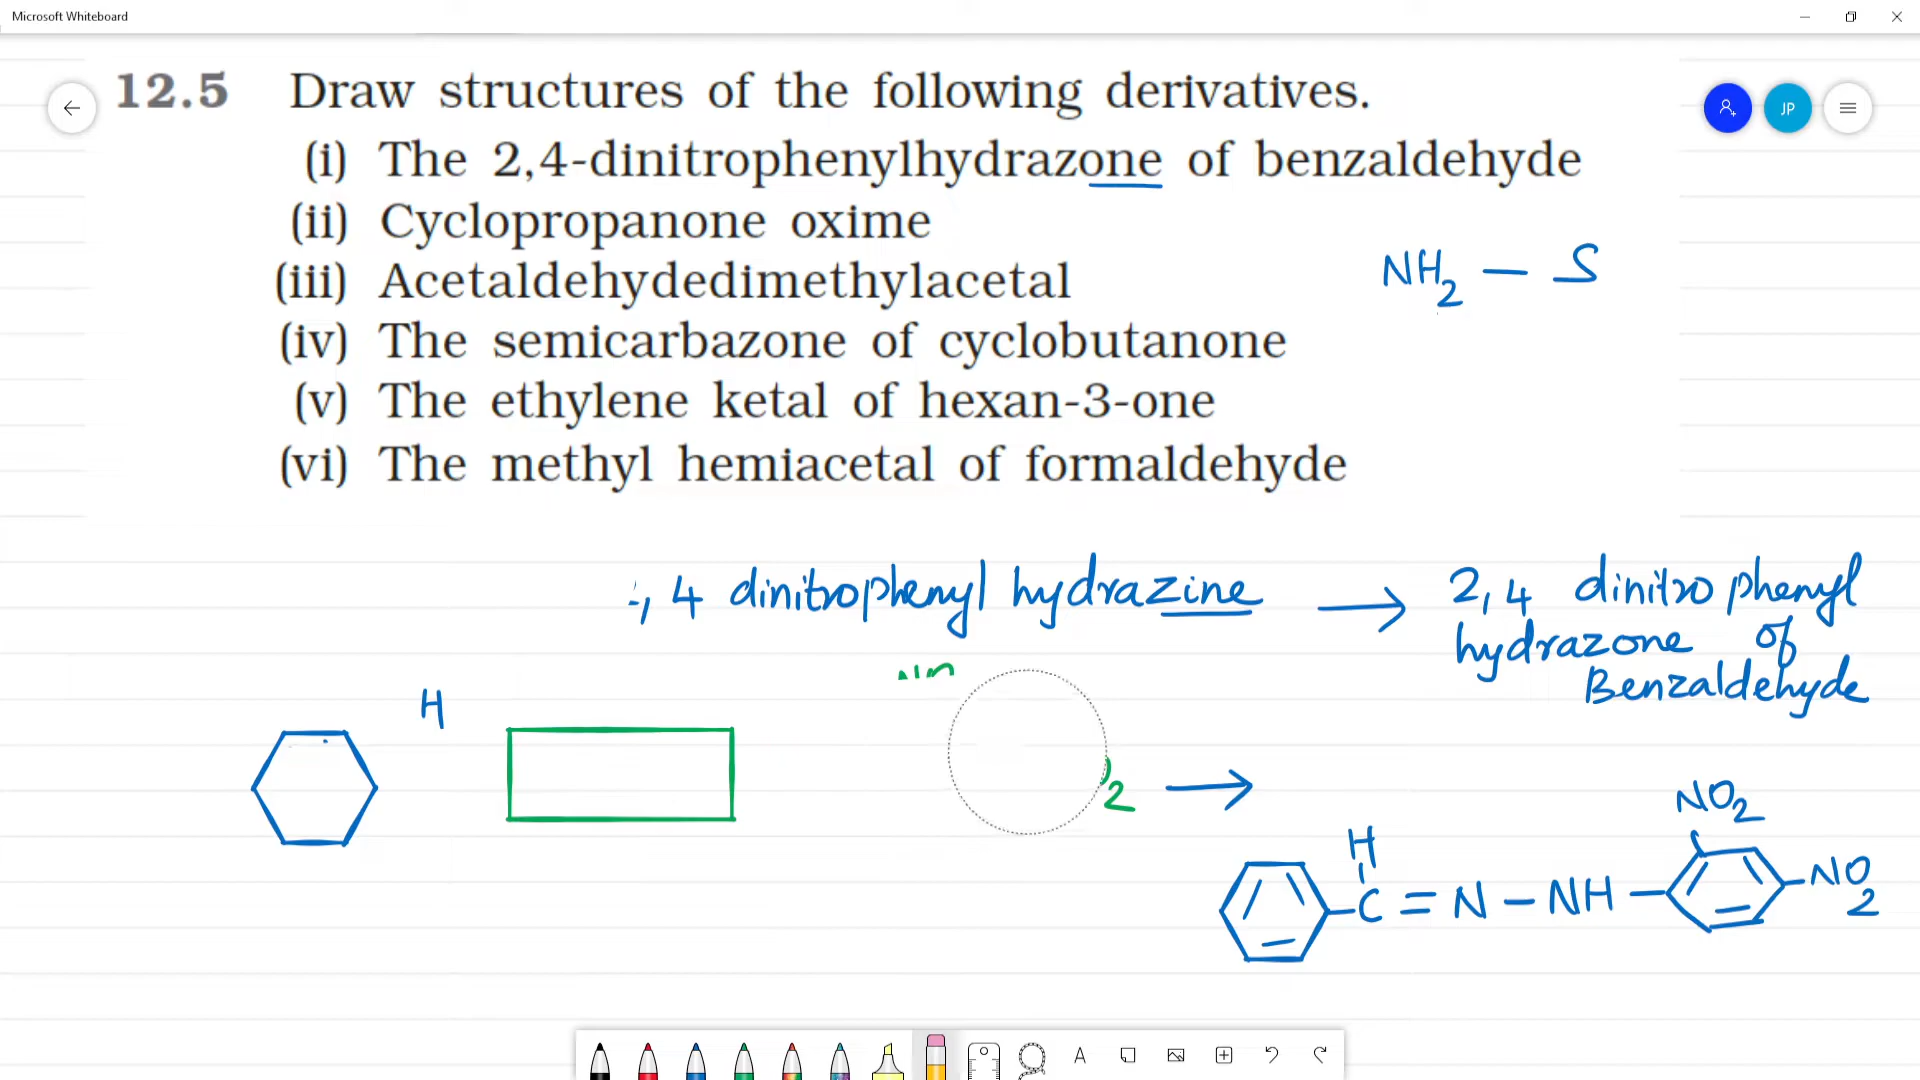 Microsoft Whiteboard
12.5 Draw structures of the following derivatives.
(i) The 2,4-dinitrophenylhydrazone of benzaldehyde
(ii) Cyclopropanone oxime
(iii) Acetaldehydedimethylacetal
(iv) The semicarbazone of cyclobutanone
(v) The ethylene ketal of hexan-3-one
(vi) The methyl hemiacetal of formaldehyde
JP
NH2 — S
, 4 dinitrophenyl hydrazine → 2,4 dinitrophenyl
hydrazone of
Benzaldehyde
H
2 →
NO2
H
C = N – NH – NO2
A